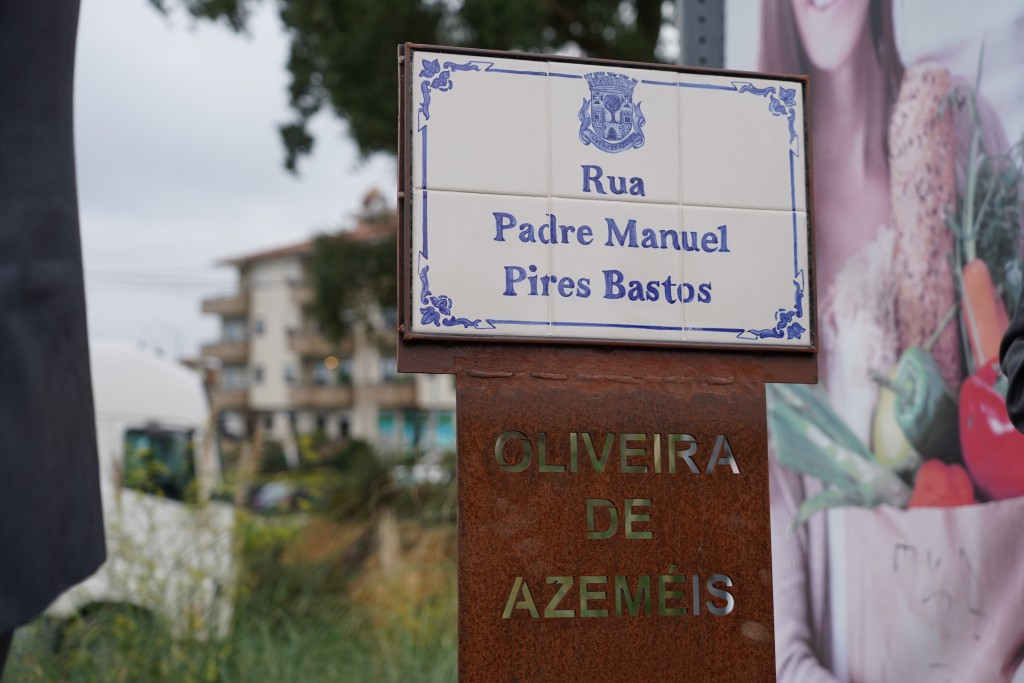 Rua
Padre Manuel
Pires Bastos
OLIVEIRA
DE
AZEMÉIS